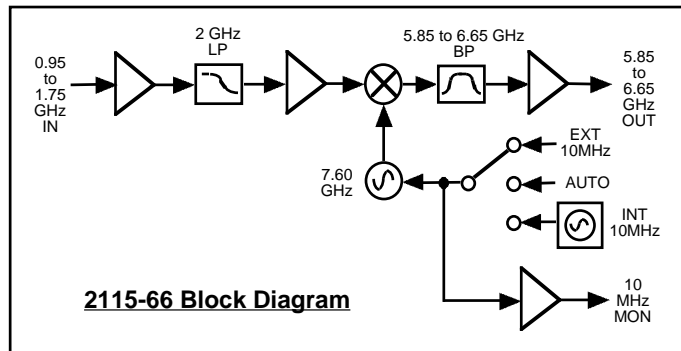 2 GHz
LP
5.85 to 6.65 GHz
BP
0.95
to
1.75
GHz
IN
5.85
to
6.65
GHz
OUT
7.60
GHz
EXT
10MHz
AUTO
INT
10MHz
2115-66 Block Diagram
10
MHz
MON